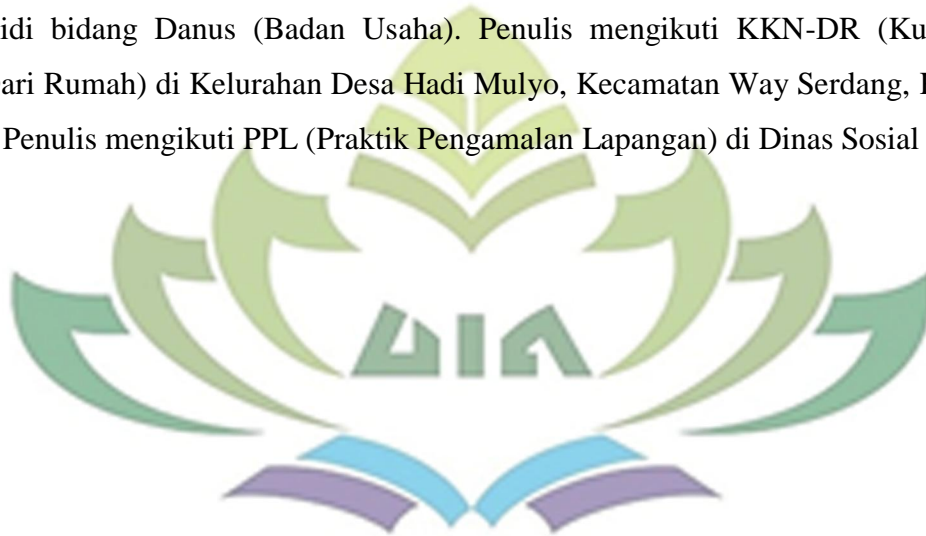 idi bidang Danus (Badan Usaha). Penulis mengikuti KKN-DR (Ku
ari Rumah) di Kelurahan Desa Hadi Mulyo, Kecamatan Way Serdang,
Penulis mengikuti PPL (Praktik Pengamalan Lapangan) di Dinas Sosial
UIN